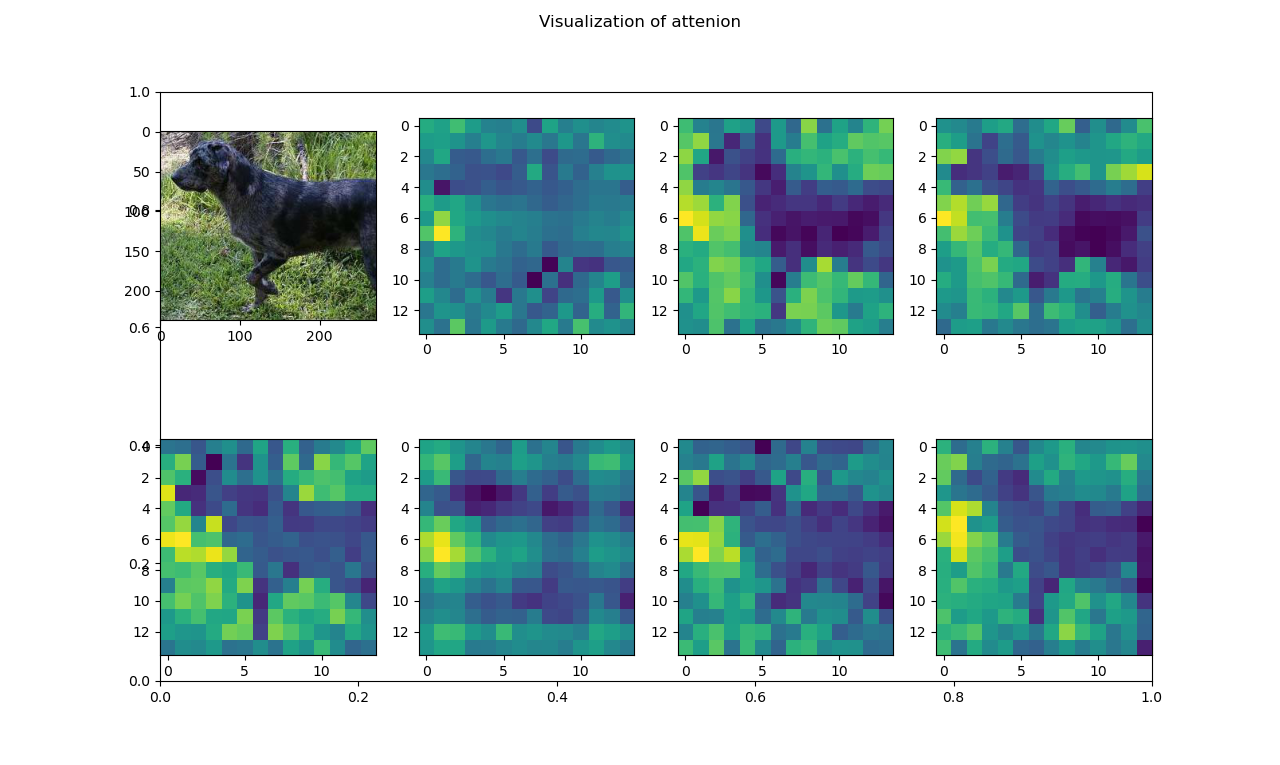 Visualization of attenion
1.0
0 0 0 0
2 2 2
50
4 4 4
0.8
100
6 6 6
150 8 8 8
10 10 10
200
12 12 12
0.6
0 100 200
0 5 10 0 5 10 0 5 10
0.4
0 0 0 0
2 2 2 2
4 4 4 4
6 6 6 6
0.2
8 8 8 8
10 10 10 10
12 12 12 12
0 5 10 0 5 10 0 5 10 0 5 10
0.0
0.0 0.2 0.4 0.6 0.8 1.0